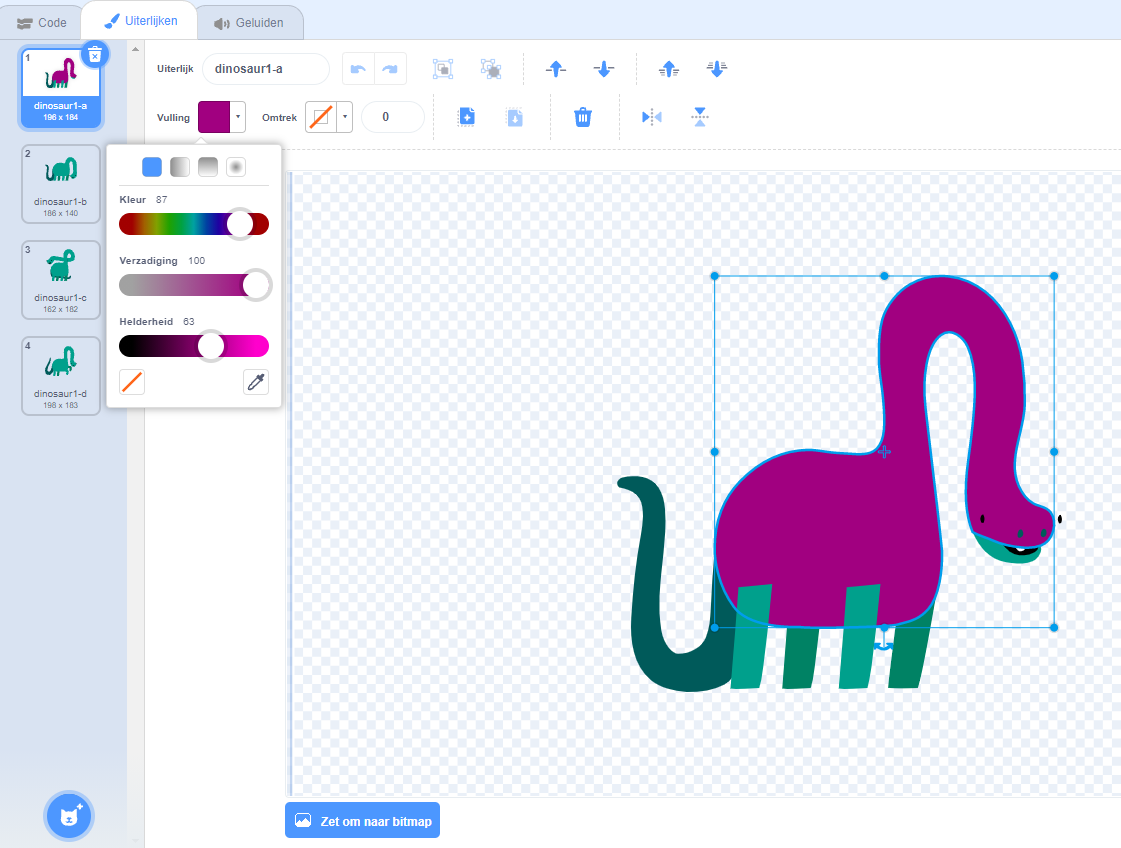 Code
Uiterlijken
Geluiden
1
dinosaur1-a
196 x 184
2
dinosaur1-b
186 x 140
3
dinosaur1-c
162 x 182
4
dinosaur1-d
198 x 183
Uiterlijk dinosaur1-a
Vulling Omtrek 0
Kleur 87
Verzadiging 100
Helderheid 63
Zet om naar bitmap